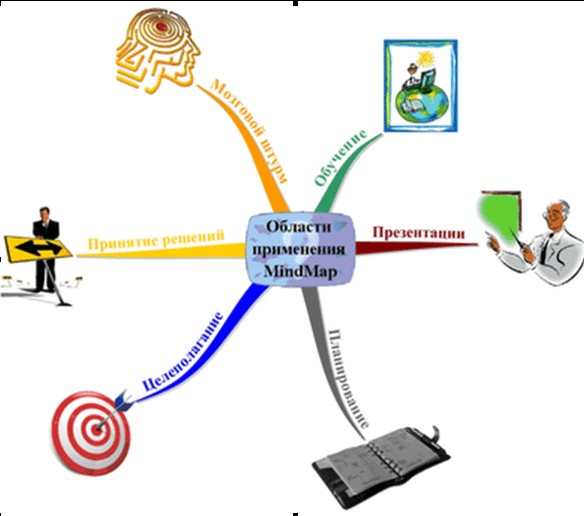 Мозговой штурм
Обучение
Принятие решений
Области
применения
MindMap
Презентации
Целеполагание
Планирование